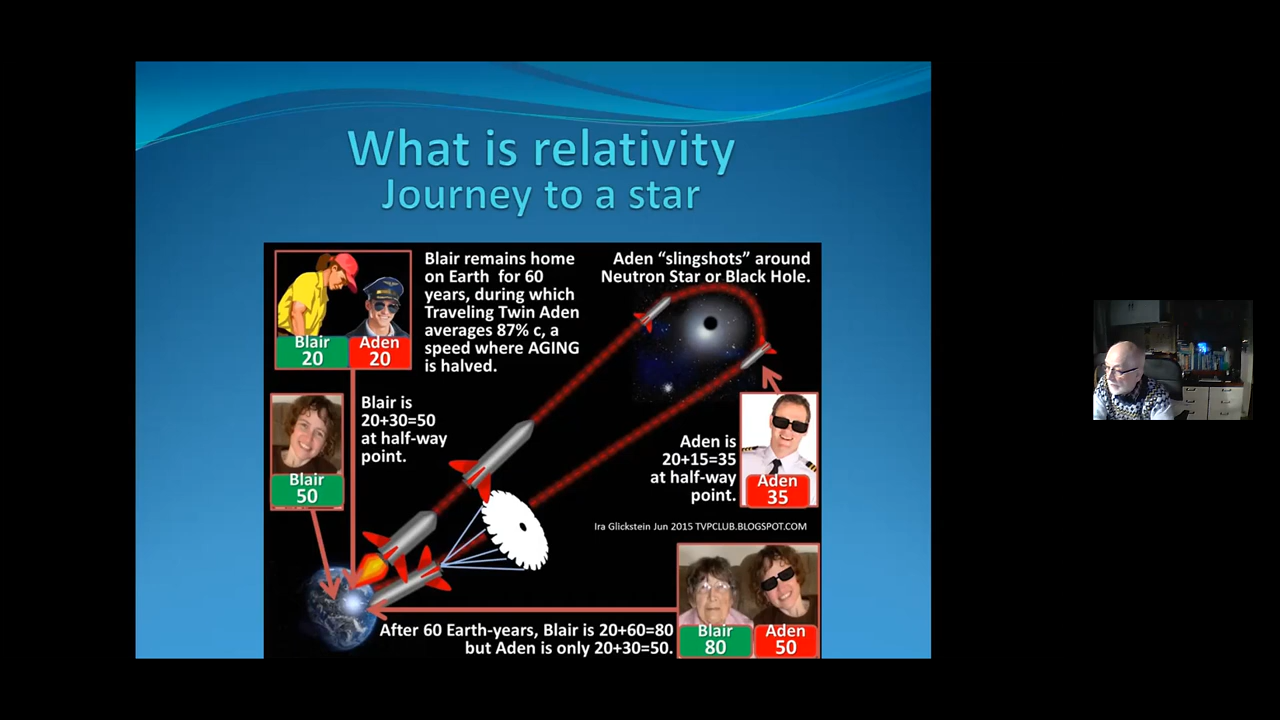 What is relativity
Journey to a star
Blair
20
Aden
20
Blair remains home
on Earth for 60
years, during which
Traveling Twin Aden
averages 87% c, a
speed where AGING
is halved.
Aden “slingshots” around
Neutron Star or Black Hole.
Blair
50
Blair is
20+30=50
at half-way
point.
Aden is
20+15=35
at half-way
point.
Aden
35
Ira Glickstein Jun 2015 TVPCLUB.BLOGSPOT.COM
After 60 Earth-years, Blair is 20+60=80
but Aden is only 20+30=50.
Blair
80
Aden
50